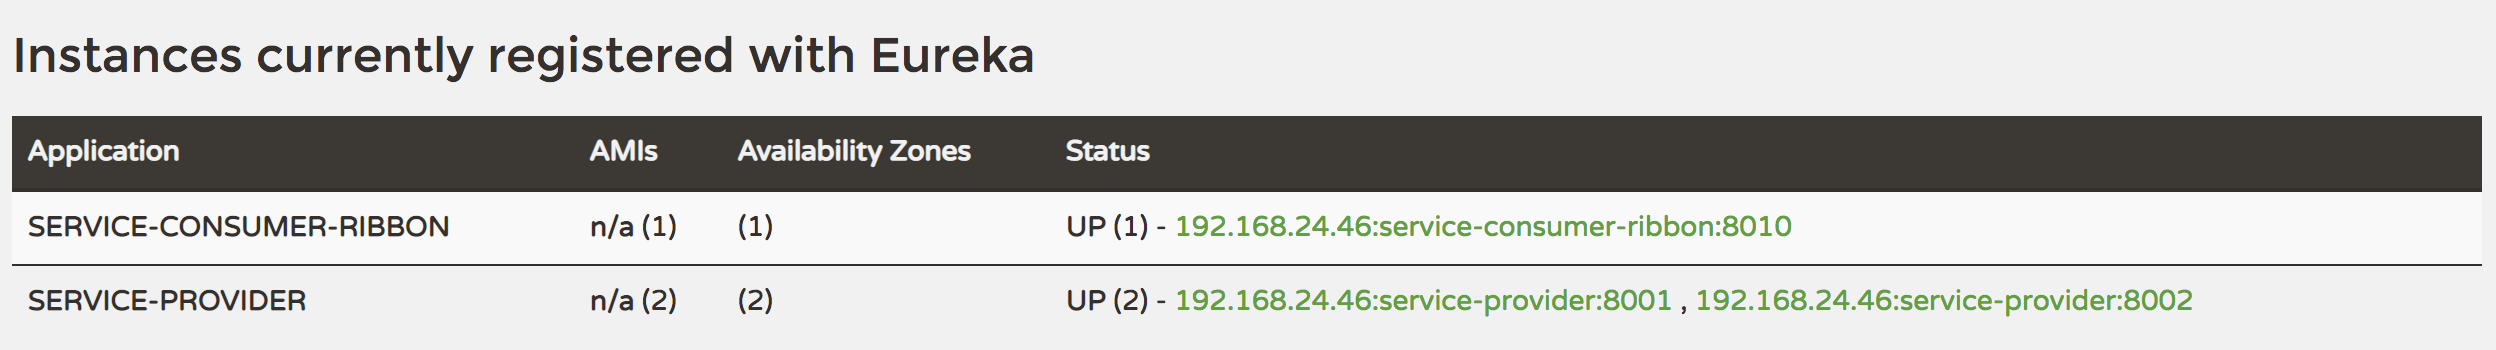 Instances currently registered with Eureka
Application AMIs Availability Zones Status
SERVICE-CONSUMER-RIBBON n/a (1) (1) UP (1) - 192.168.24.46:service-consumer-ribbon:8010
SERVICE-PROVIDER n/a (2) (2) UP (2) - 192.168.24.46:service-provider:8001 , 192.168.24.46:service-provider:8002